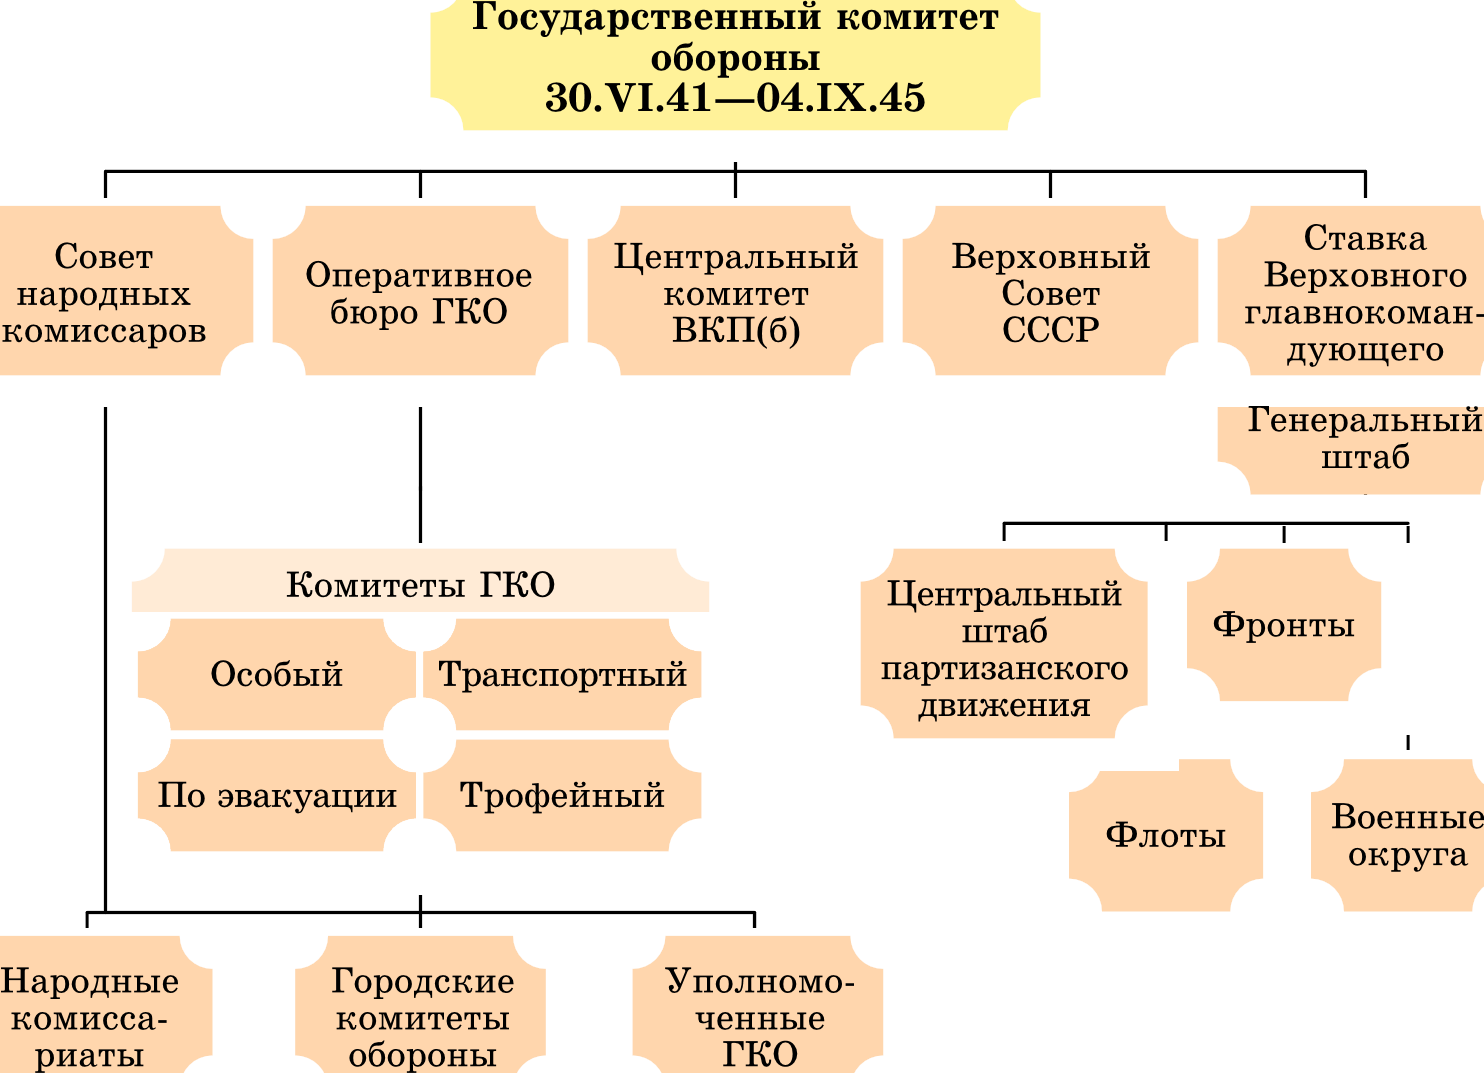 Государственный комитет
обороны
30.VI.41—04.IX.45
Совет
народных
комиссаров
Оперативное
бюро ГКО
Центральный
комитет
ВКП(б)
Верховный
Совет
СССР
Ставка
Верховного
главнокоман-
дующего
Генеральный
штаб
Комитеты ГКО
Особый
Транспортный
По эвакуации
Трофейный
Центральный
штаб
партизанского
движения
Фронты
Флоты
Военные
округа
Народные
комисса-
риаты
Городские
комитеты
обороны
Уполномо-
ченные
ГКО